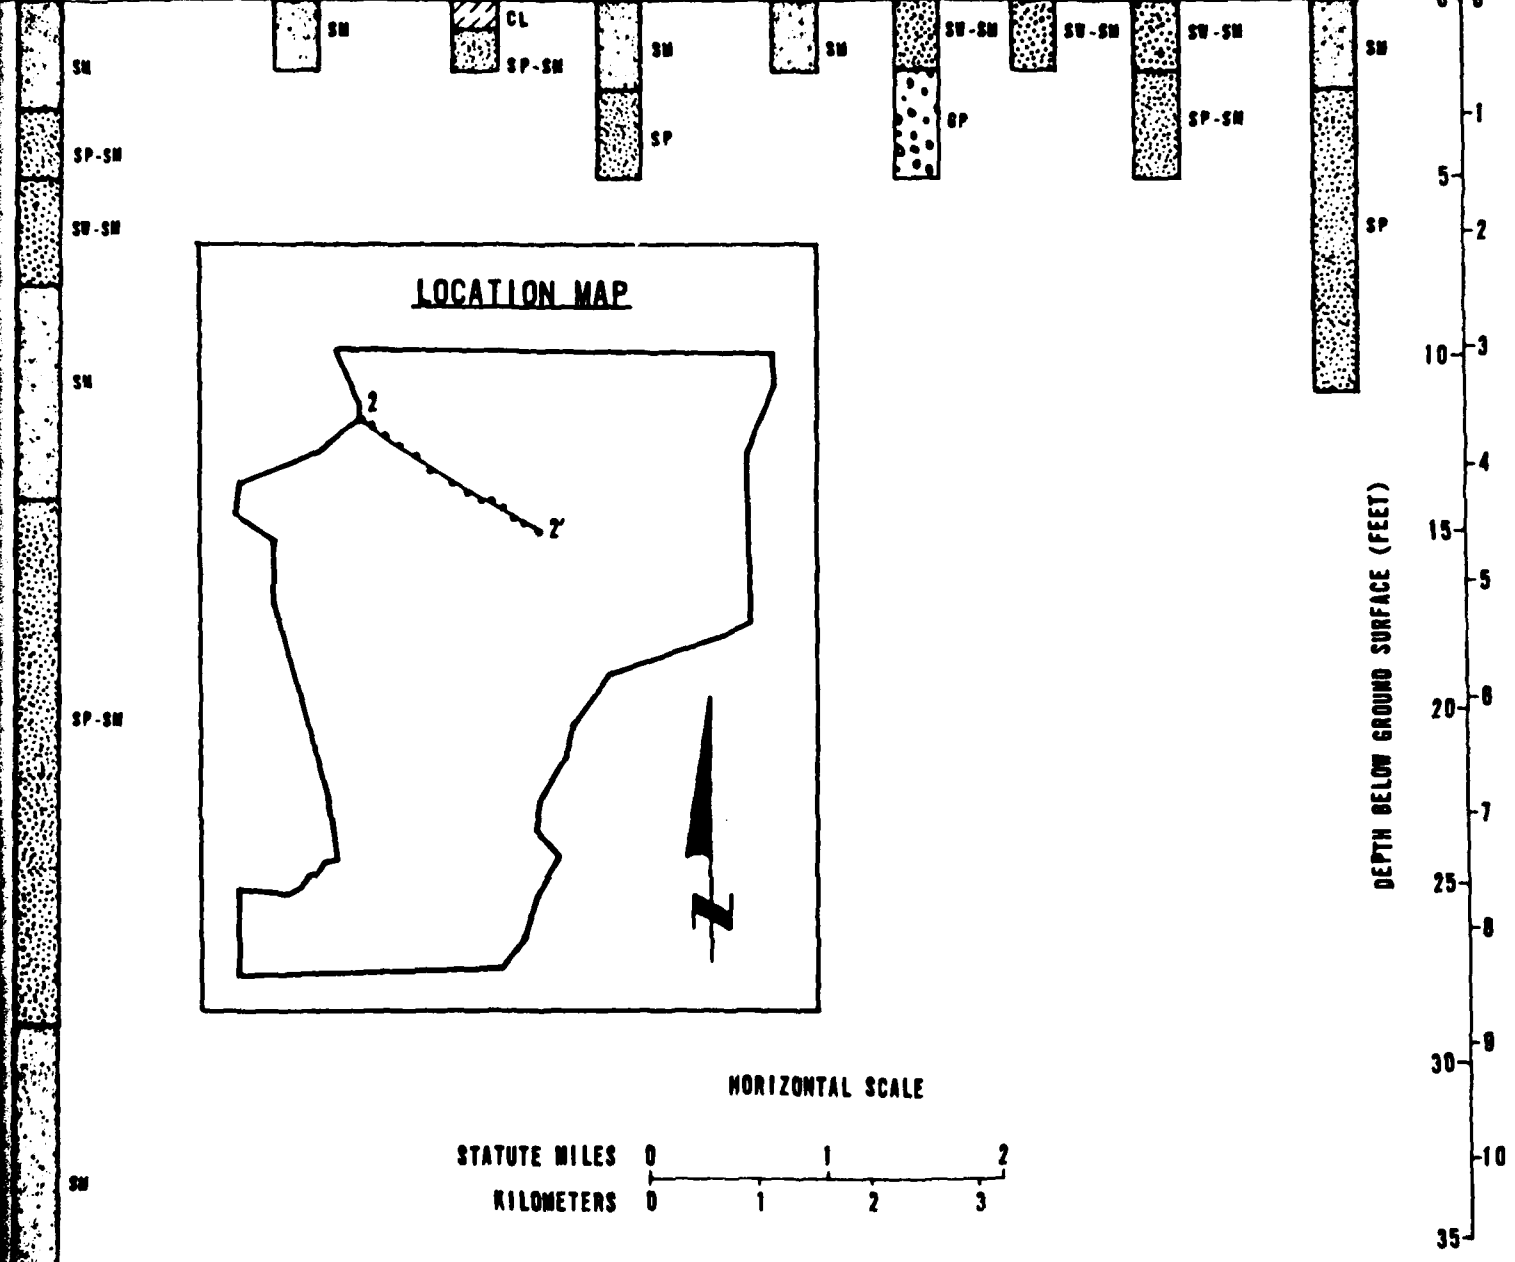 0 0
CL
SM
SW-SM SW-SM SW-SM
SM SM SM
SM SP-SM
1
GP SP-SM
SP
SP-SM
5
SP
SW-SM 2
LOCATION MAP
3
10
SM
2
4
DEPTH BELOW GROUND SURFACE (FEET)
15
2'
5
6
20
SP-SM
7
25
N
8
9
30
HORIZONTAL SCALE
STATUTE MILES 0 1 2
10
SM
KILOMETERS 0 1 2 3
35